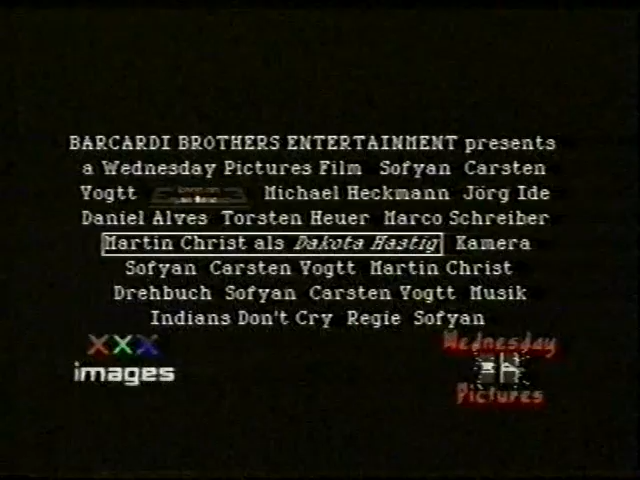 BARCARDI BROTHERS ENTERTAINMENT presents
a Wednesday Pictures Film Sofyan Carsten
Yogtt Michael Heckmann Jörg Ide
Daniel Alves Torsten Heuer Marco Schreiber
Martin Christ als Dakota Hastig Kamera
Sofyan Carsten Yogtt Martin Christ
Drehbuch Sofyan Carsten Yogtt Musik
Indians Don't Cry Regie Sofyan
XXX
images
Wednesday
Pictures